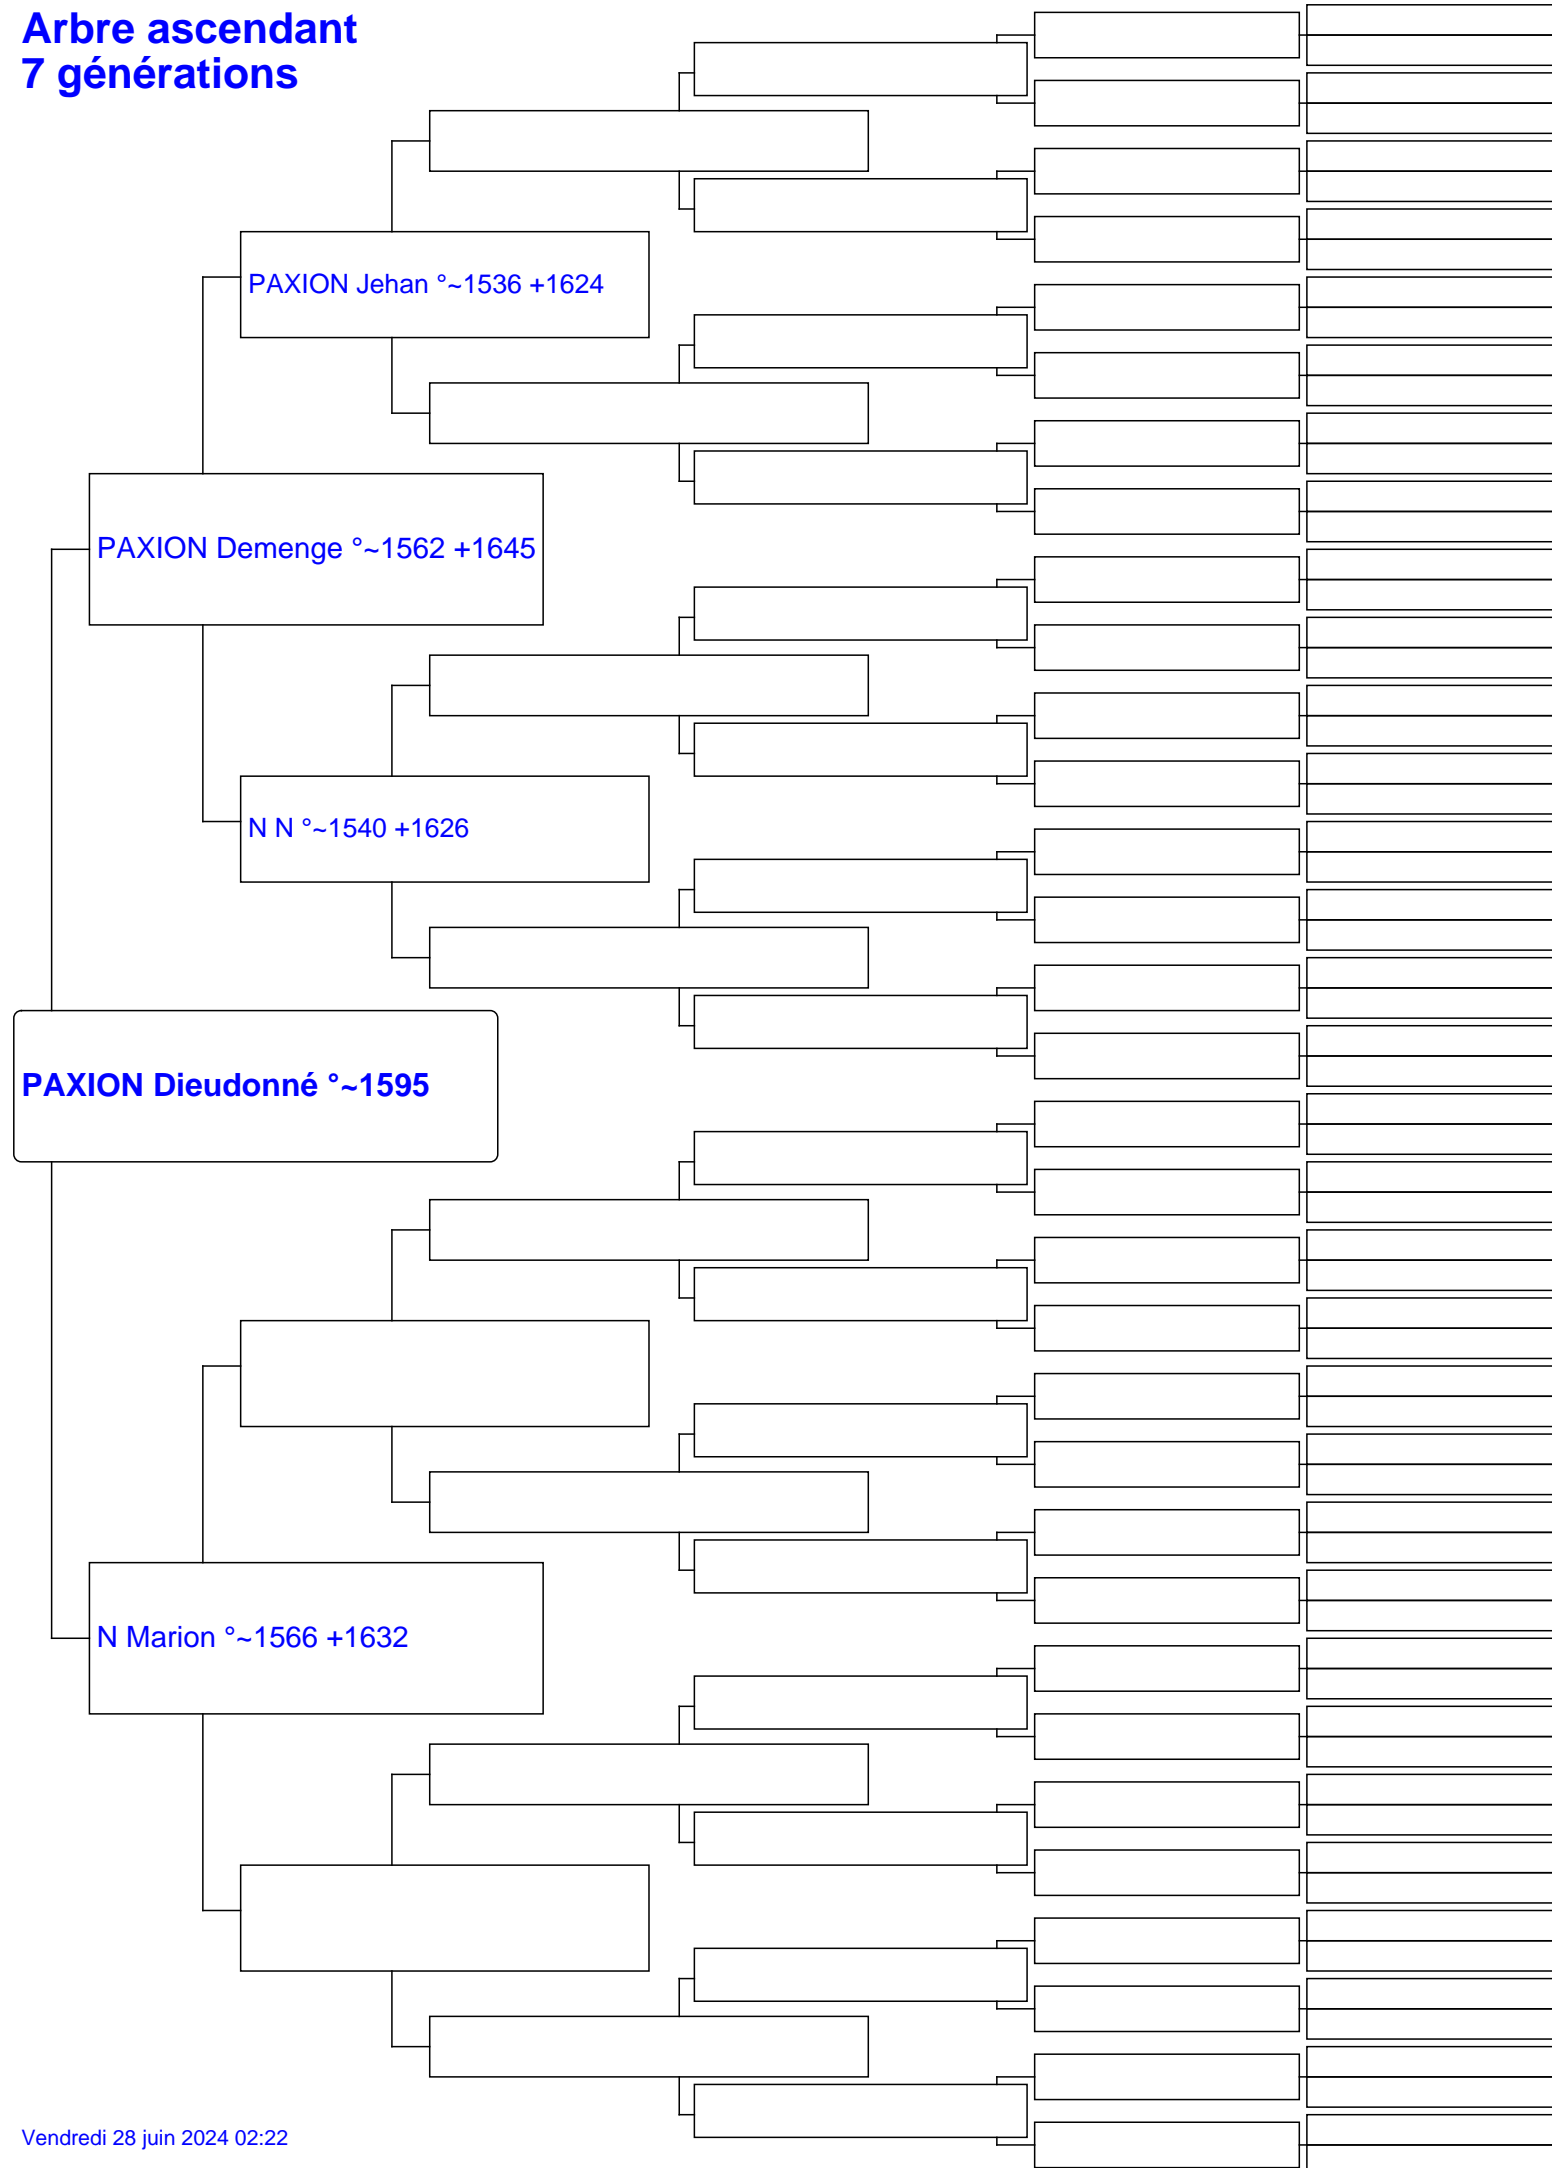 Arbre ascendant
7 générations
PAXION Jehan °~1536 +1624
PAXION Demenge °~1562 +1645
N N °~1540 +1626
PAXION Dieudonné °~1595
N Marion °~1566 +1632
Vendredi 28 juin 2024 02:22